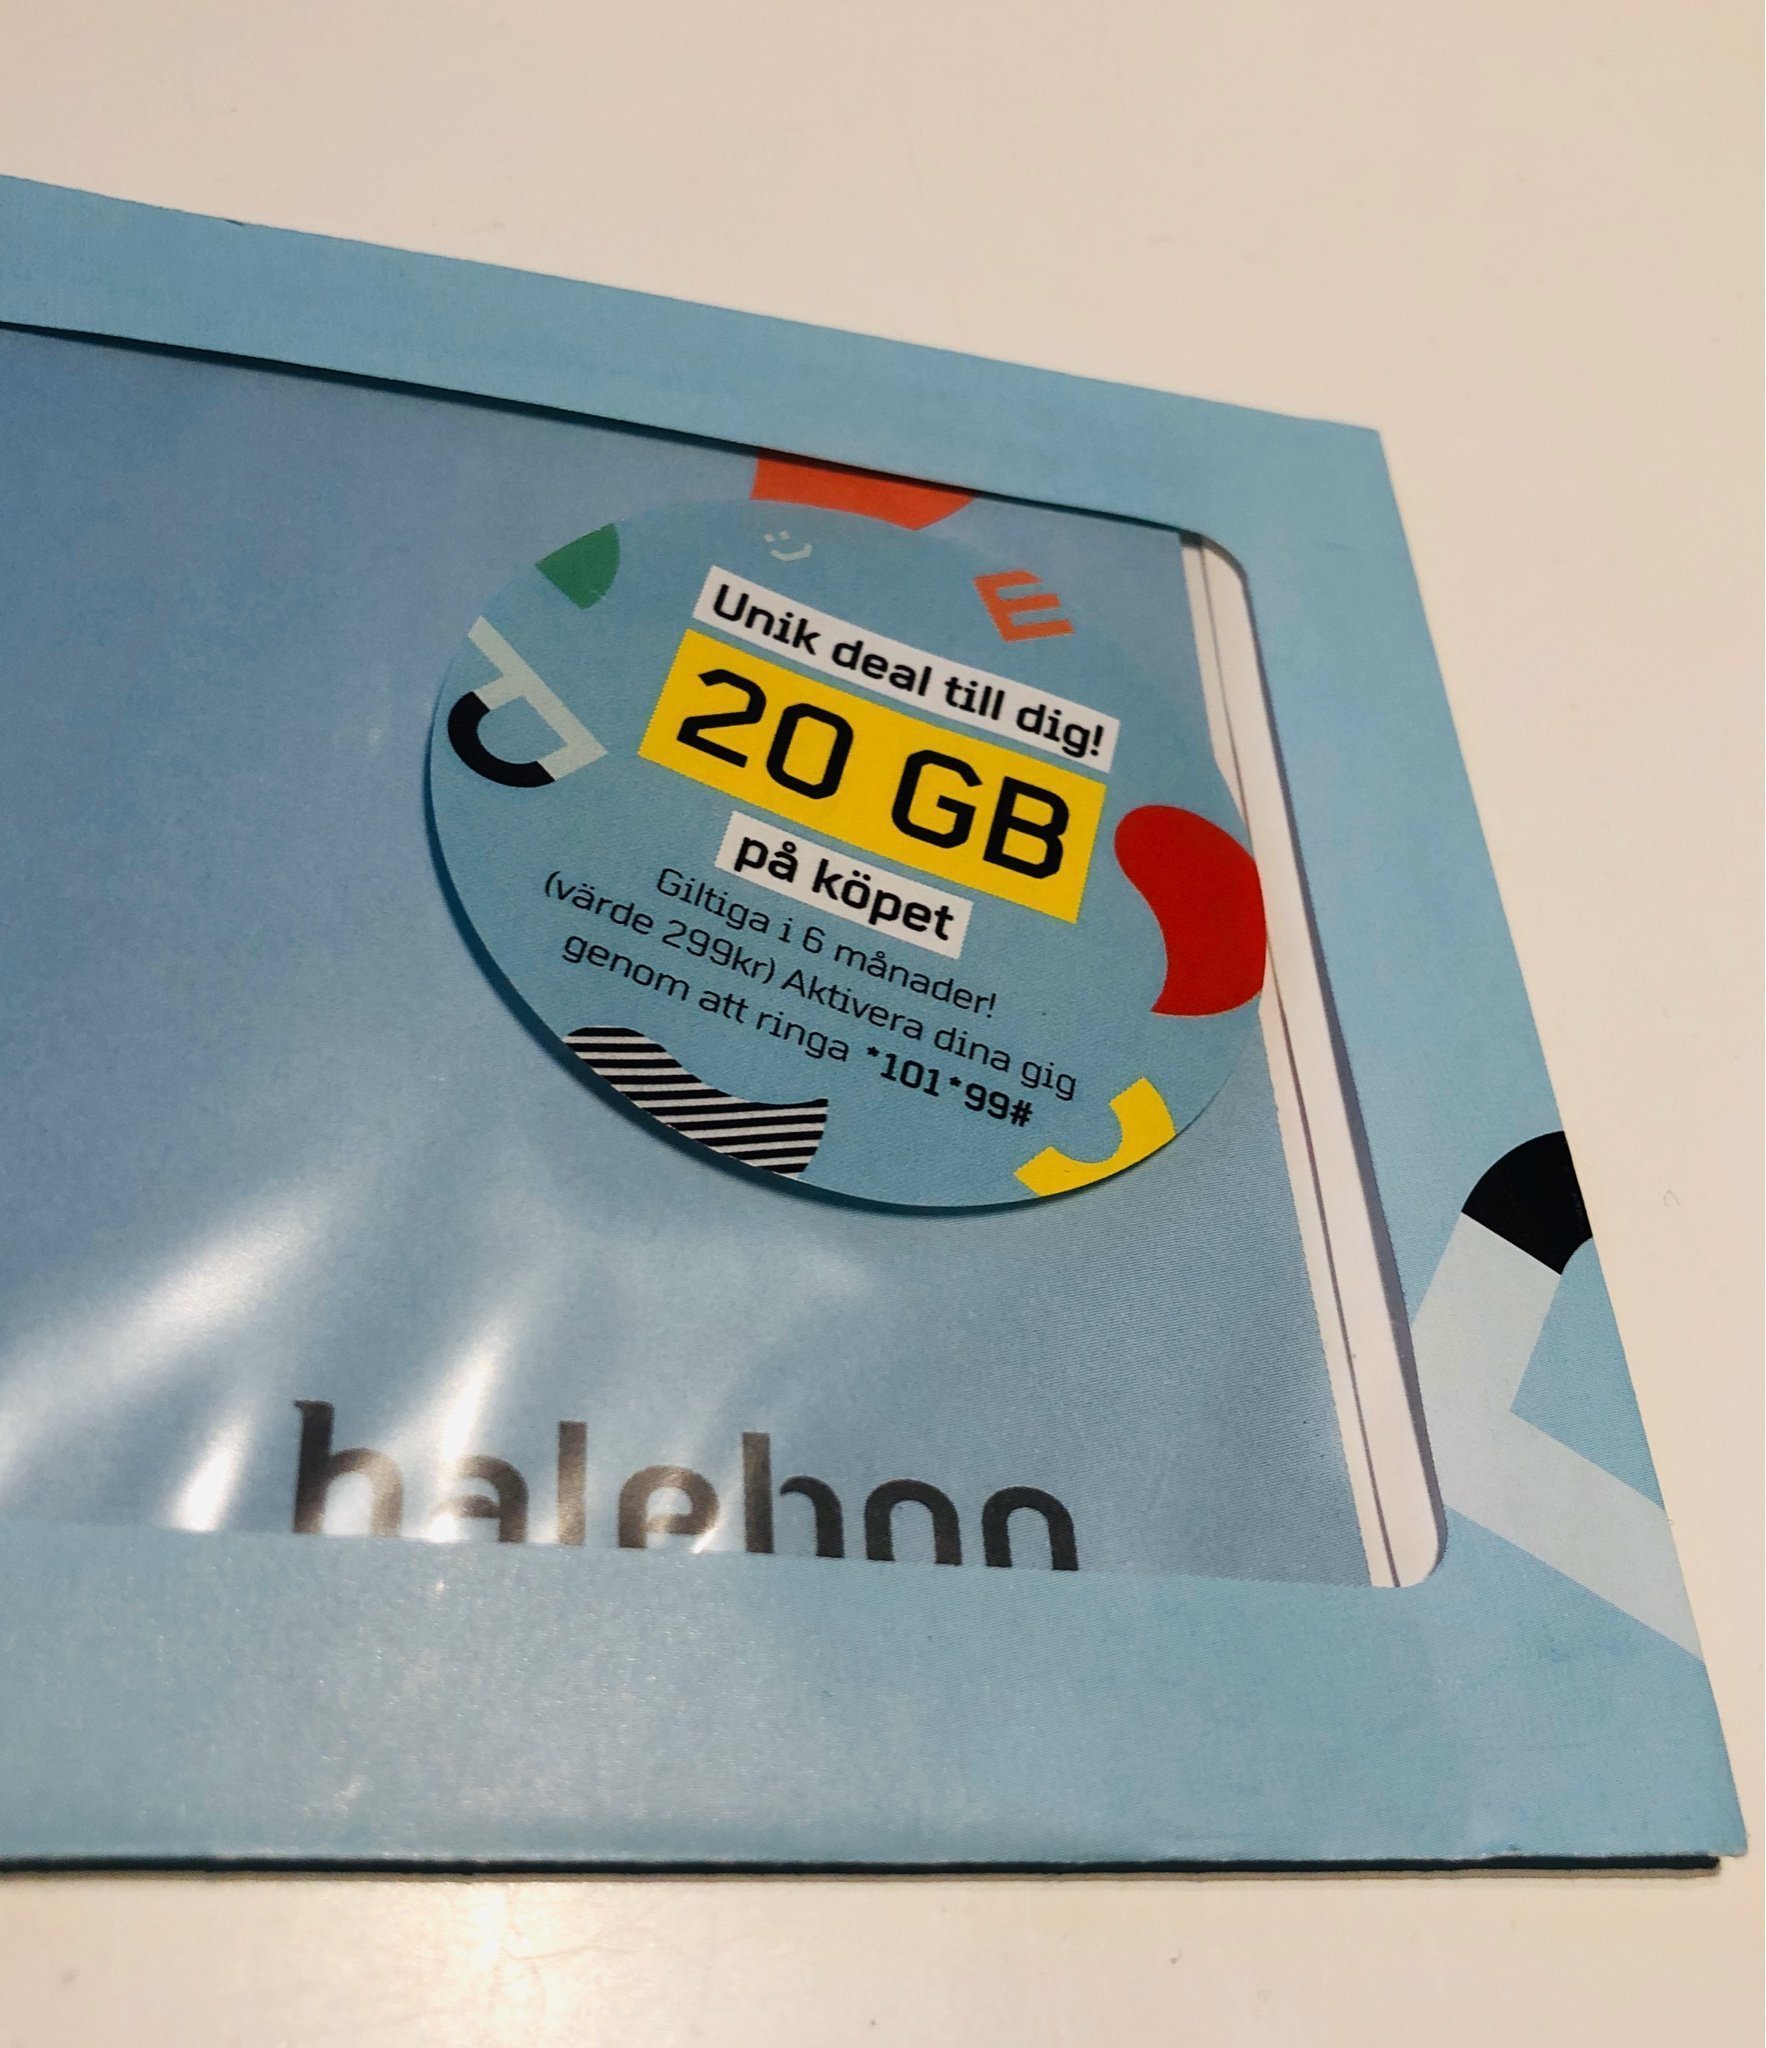 Unik deal till dig!
20 GB
på köpet
Giltiga i 6 månader!
(värde 299kr) Aktivera dina gig
genom att ringa *101*99#
halebop